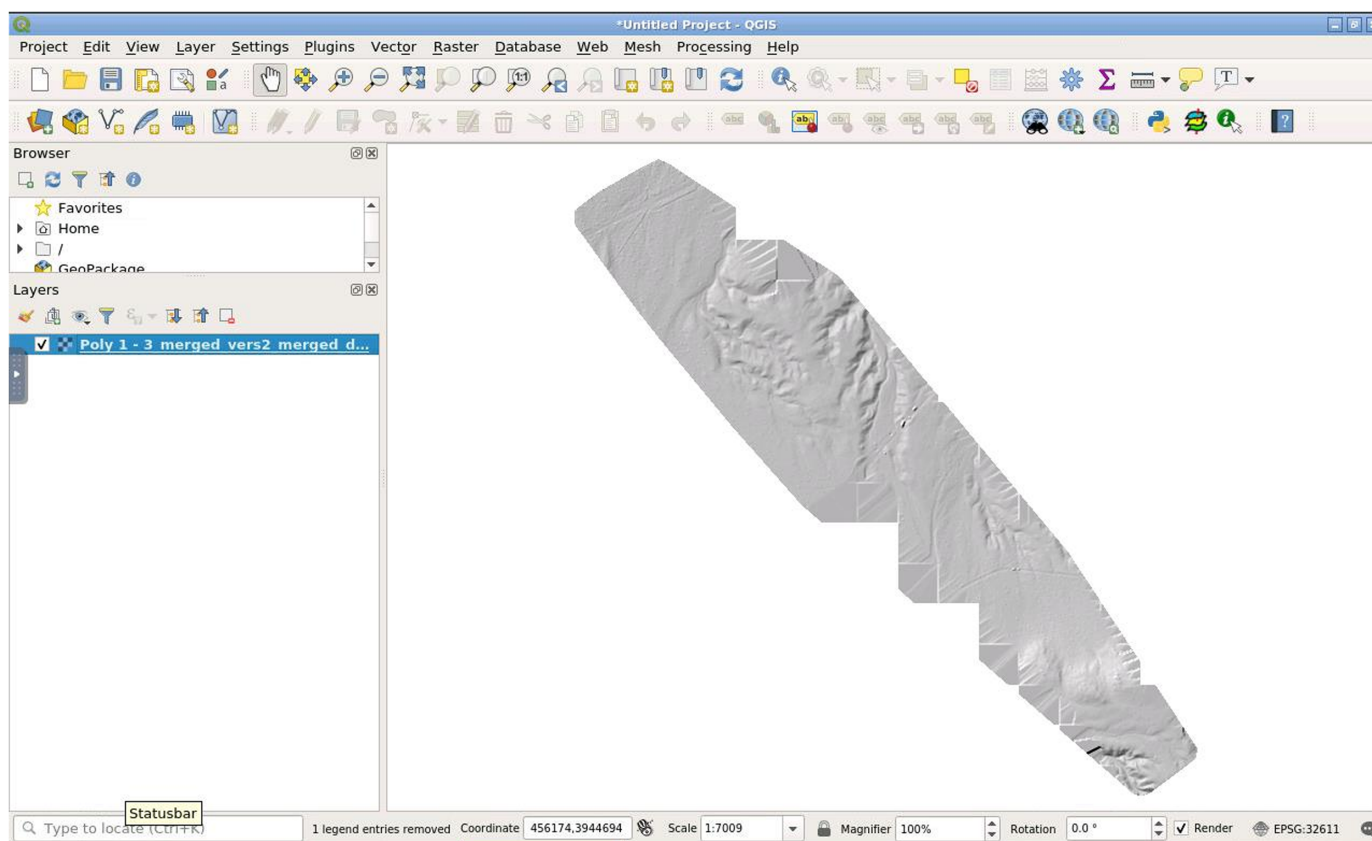 *Untitled Project - QGIS
Project Edit View Layer Settings Plugins Vector Raster Database Web Mesh Processing Help
Browser
Favorites
Home
/
GeoPackage
Layers
Poly 1 - 3 merged vers2 merged d...
Statusbar
Type to locate (Ctrl+K) 1 legend entries removed Coordinate 456174,3944694 Scale 1:7009 Magnifier 100% Rotation 0.0 ° Render EPSG:32611